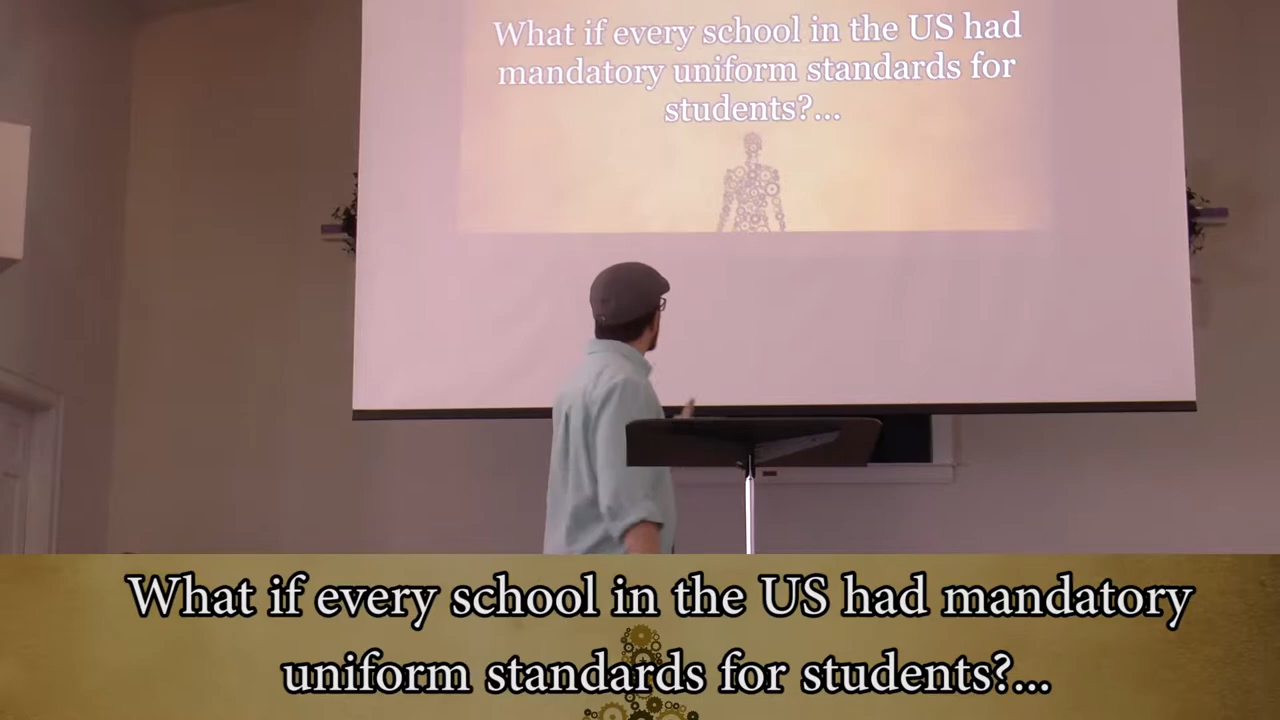 What if every school in the US had
mandatory uniform standards for
students?...
What if every school in the US had mandatory
uniform standards for students?...